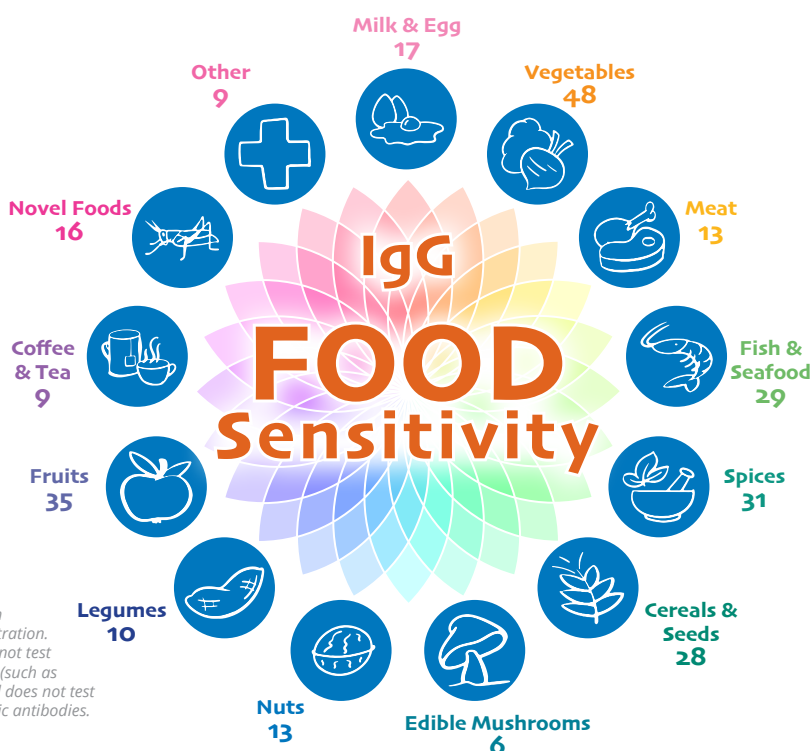 Milk & Egg
17
Vegetables
48
Meat
13
Fish &
Seafood
29
Spices
31
Cereals &
Seeds
28
Edible Mushrooms
6
Nuts
13
Legumes
10
Fruits
35
Coffee
& Tea
9
Novel Foods
16
Other
9
IgG
FOOD
Sensitivity
not test
(such as
does not test
antibodies.